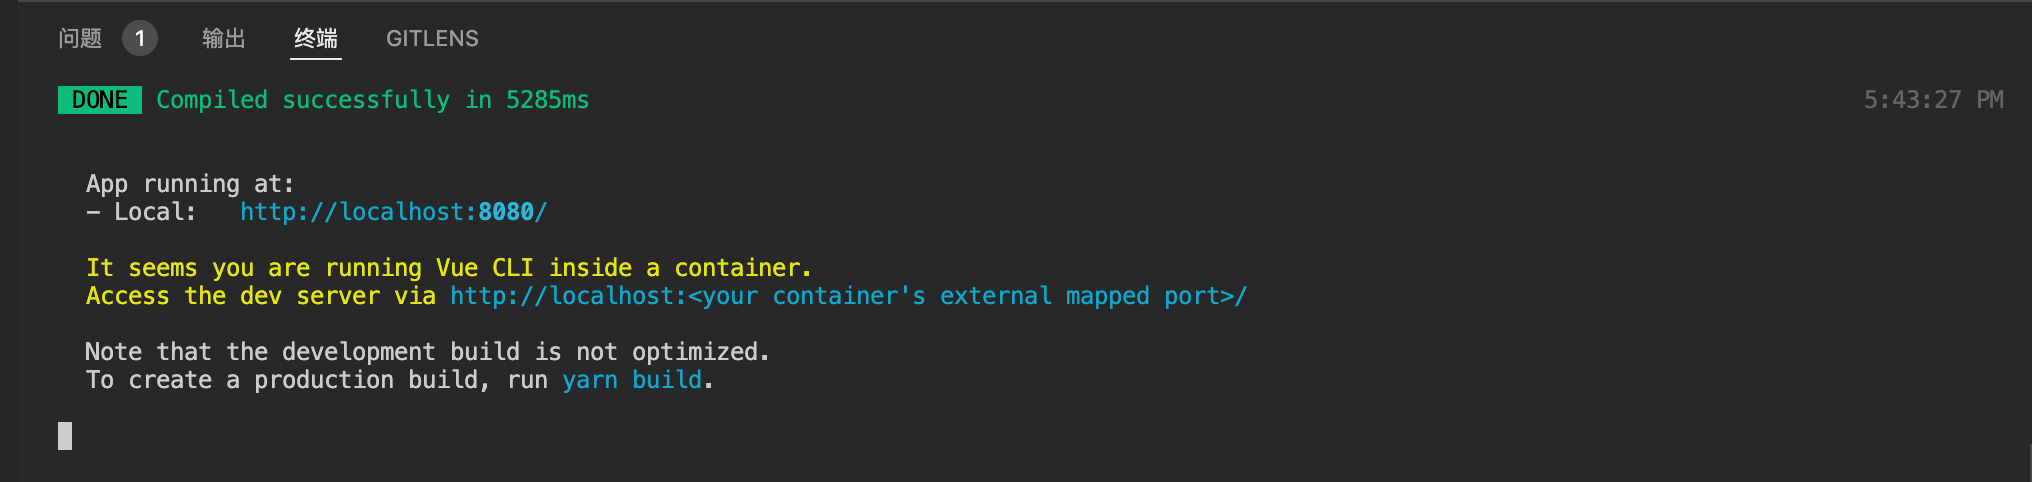 问题 1 输出 终端 GITLENS
DONE Compiled successfully in 5285ms 5:43:27 PM
App running at:
- Local: http://localhost:8080/
It seems you are running Vue CLI inside a container.
Access the dev server via http://localhost:<your container's external mapped port>/
Note that the development build is not optimized.
To create a production build, run yarn build.